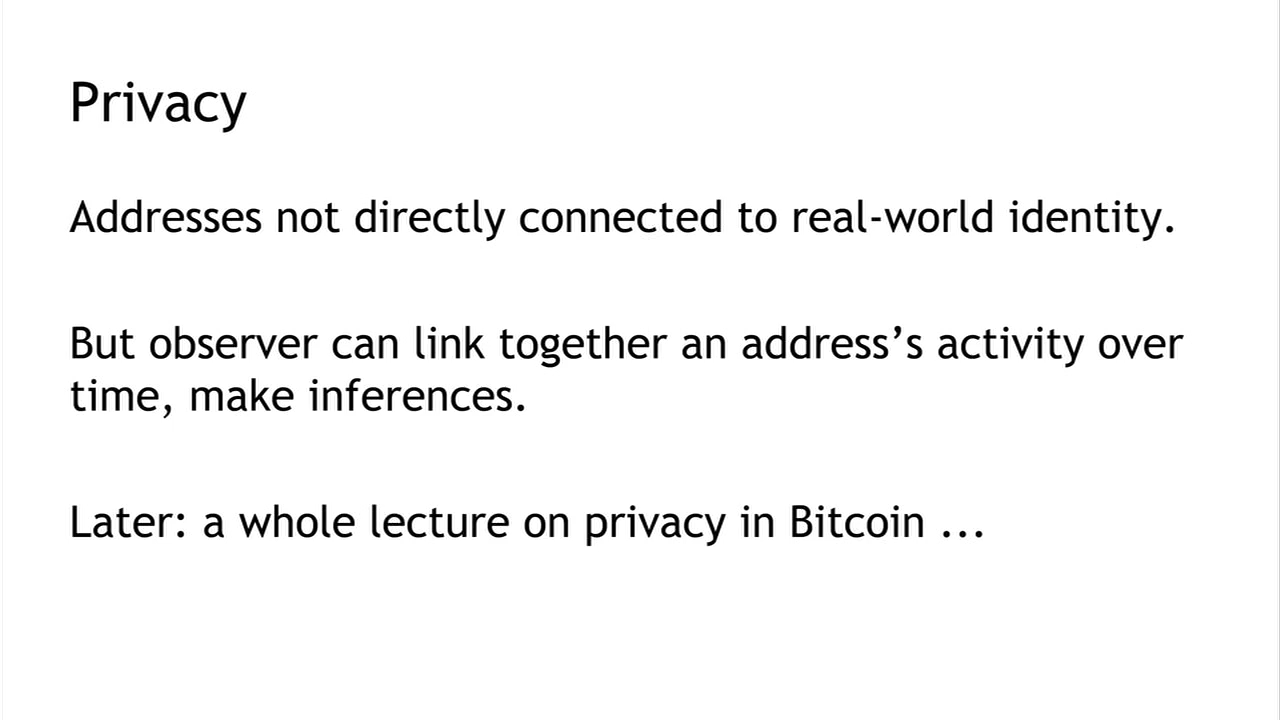 Privacy
Addresses not directly connected to real-world identity.
But observer can link together an address’s activity over
time, make inferences.
Later: a whole lecture on privacy in Bitcoin ...